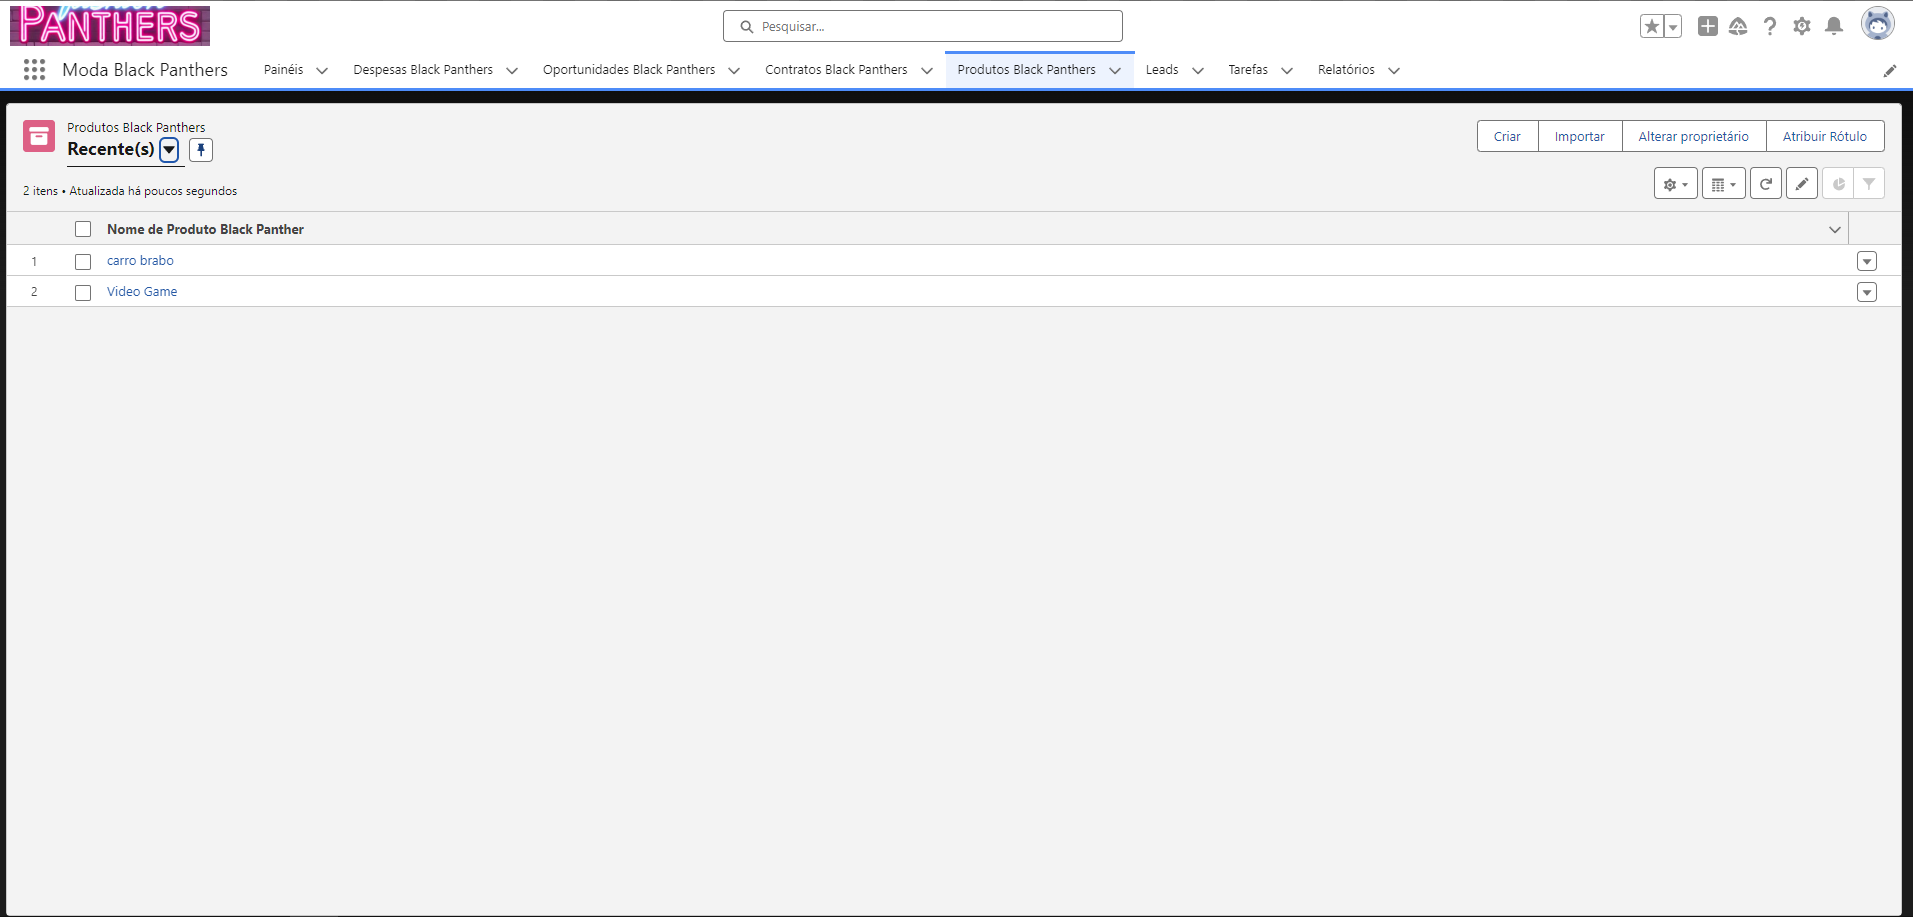 fashion
PANTHERS
Pesquisar...
Moda Black Panthers
Painéis
Despesas Black Panthers
Oportunidades Black Panthers
Contratos Black Panthers
Produtos Black Panthers
Leads
Tarefas
Relatórios
Produtos Black Panthers
Recente(s)
Criar
Importar
Alterar proprietário
Atribuir Rótulo
2 itens • Atualizada há poucos segundos
Nome de Produto Black Panther
1 carro brabo
2 Video Game